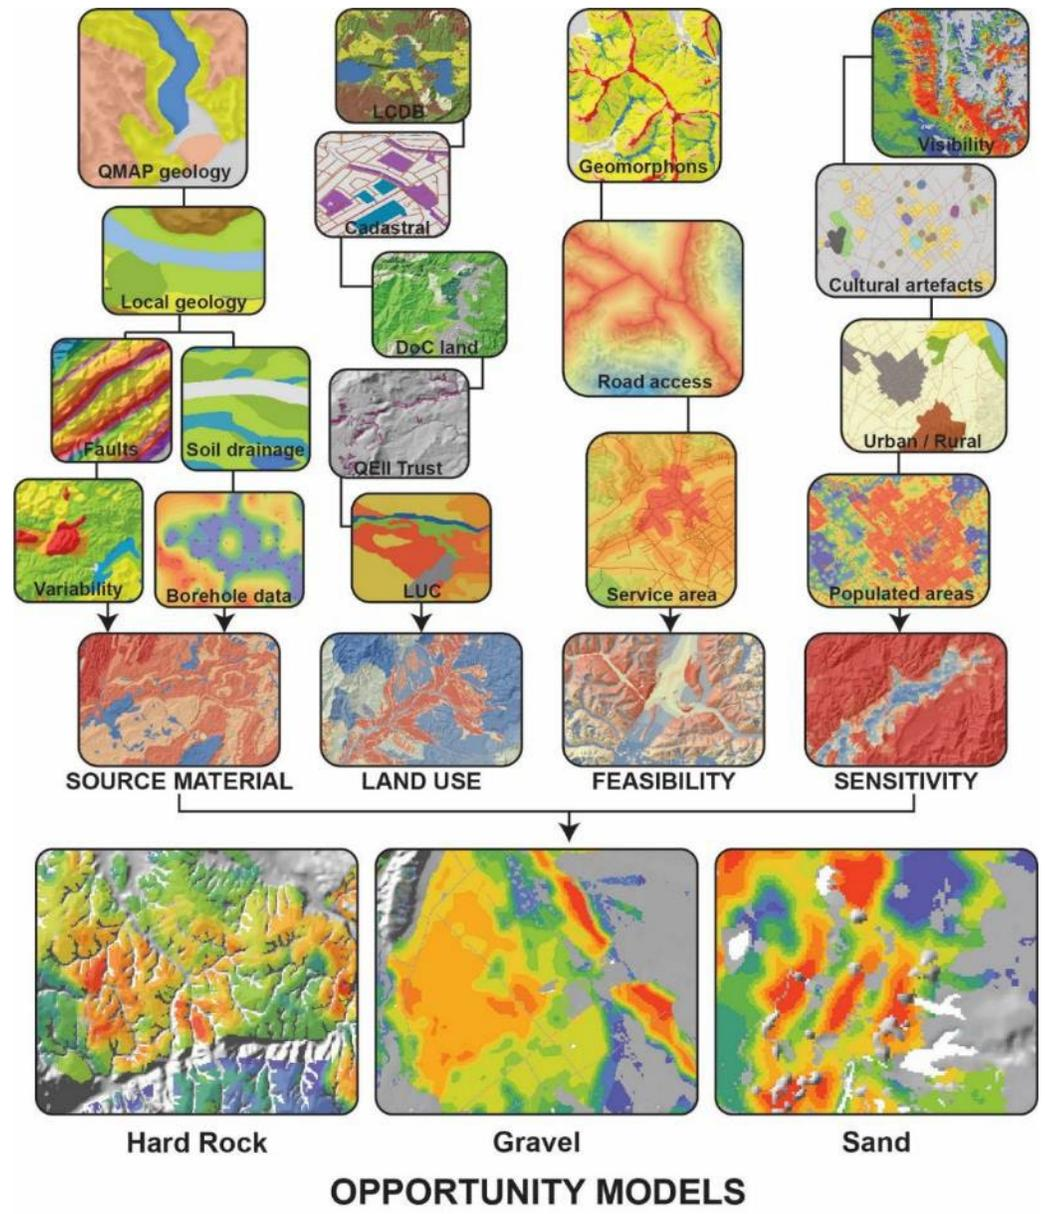 QMAP geology
Local geology
Faults
Soil drainage
Variability
Borehole data
SOURCE MATERIAL
LCDB
Cadastral
DoC land
QEII Trust
LUC
LAND USE
Geomorphons
Road access
Service area
FEASIBILITY
Visibility
Cultural artefacts
Urban / Rural
Populated areas
SENSITIVITY
Hard Rock
Gravel
Sand
OPPORTUNITY MODELS